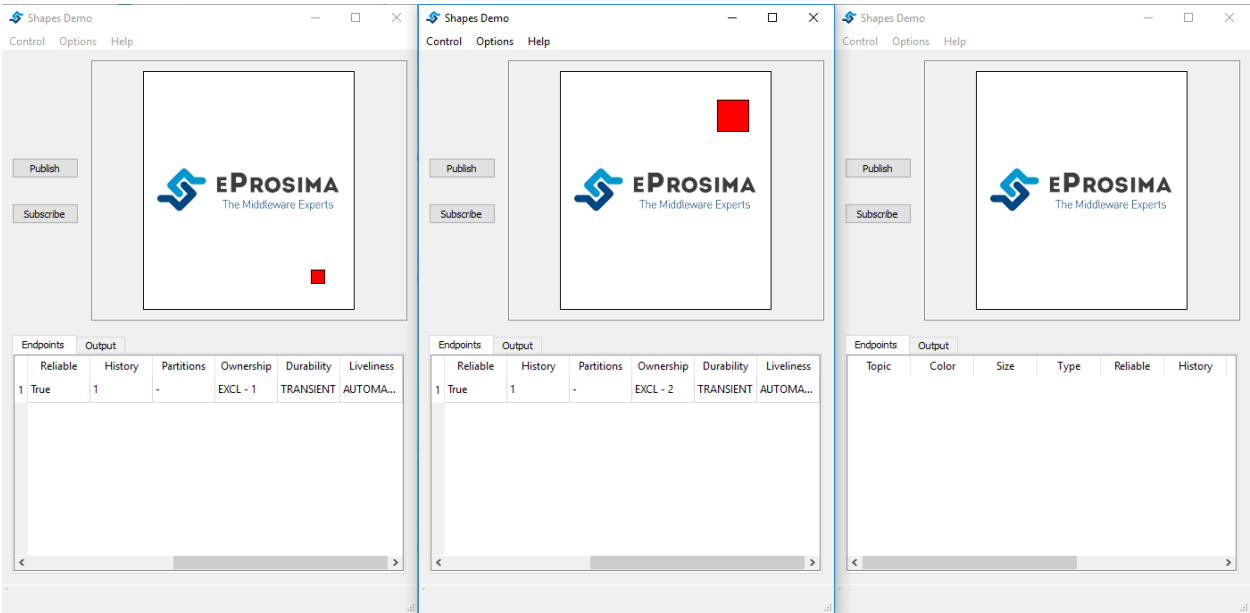 Shapes Demo
Control Options Help
Publish
Subscribe
EPROSIMA
The Middleware Experts
Endpoints Output
Reliable History Partitions Ownership Durability Liveliness
1 True 1 - EXCL - 1 TRANSIENT AUTOMA...
Shapes Demo
Control Options Help
Publish
Subscribe
EPROSIMA
The Middleware Experts
Endpoints Output
Reliable History Partitions Ownership Durability Liveliness
1 True 1 - EXCL - 2 TRANSIENT AUTOMA...
Shapes Demo
Control Options Help
Publish
Subscribe
EPROSIMA
The Middleware Experts
Endpoints Output
Topic Color Size Type Reliable History